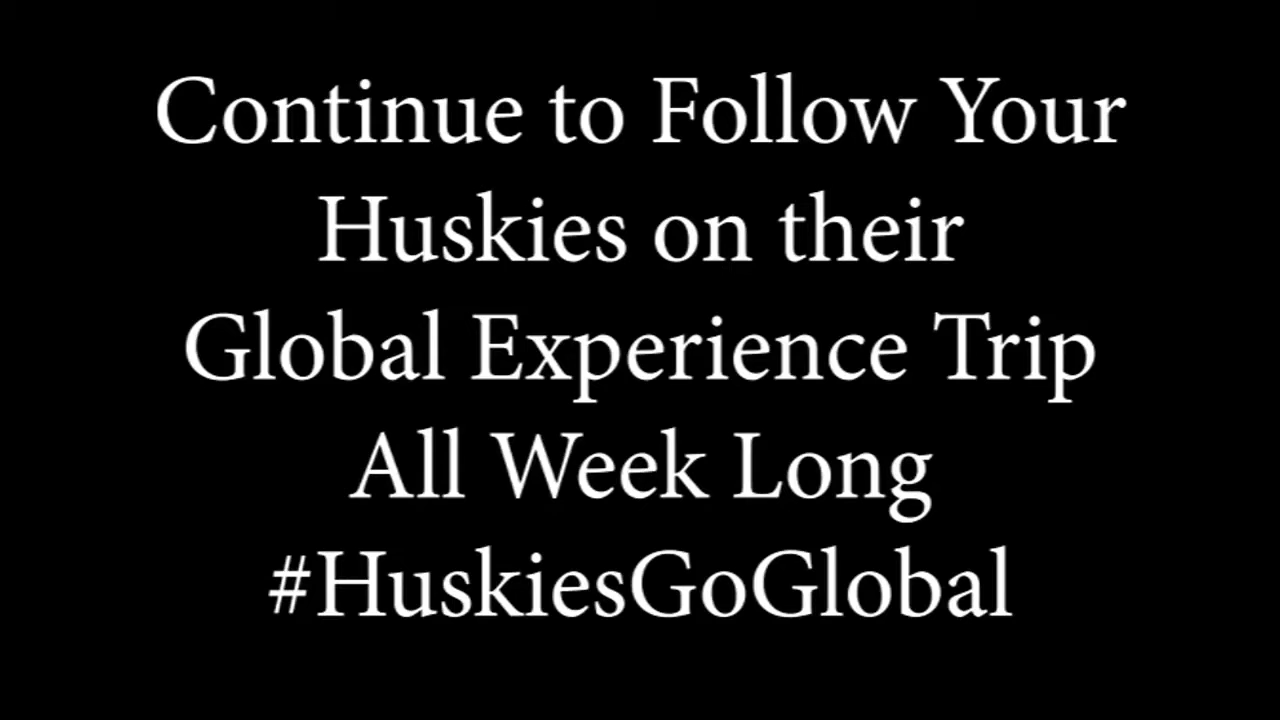 Continue to Follow Your
Huskies on their
Global Experience Trip
All Week Long
#HuskiesGoGlobal